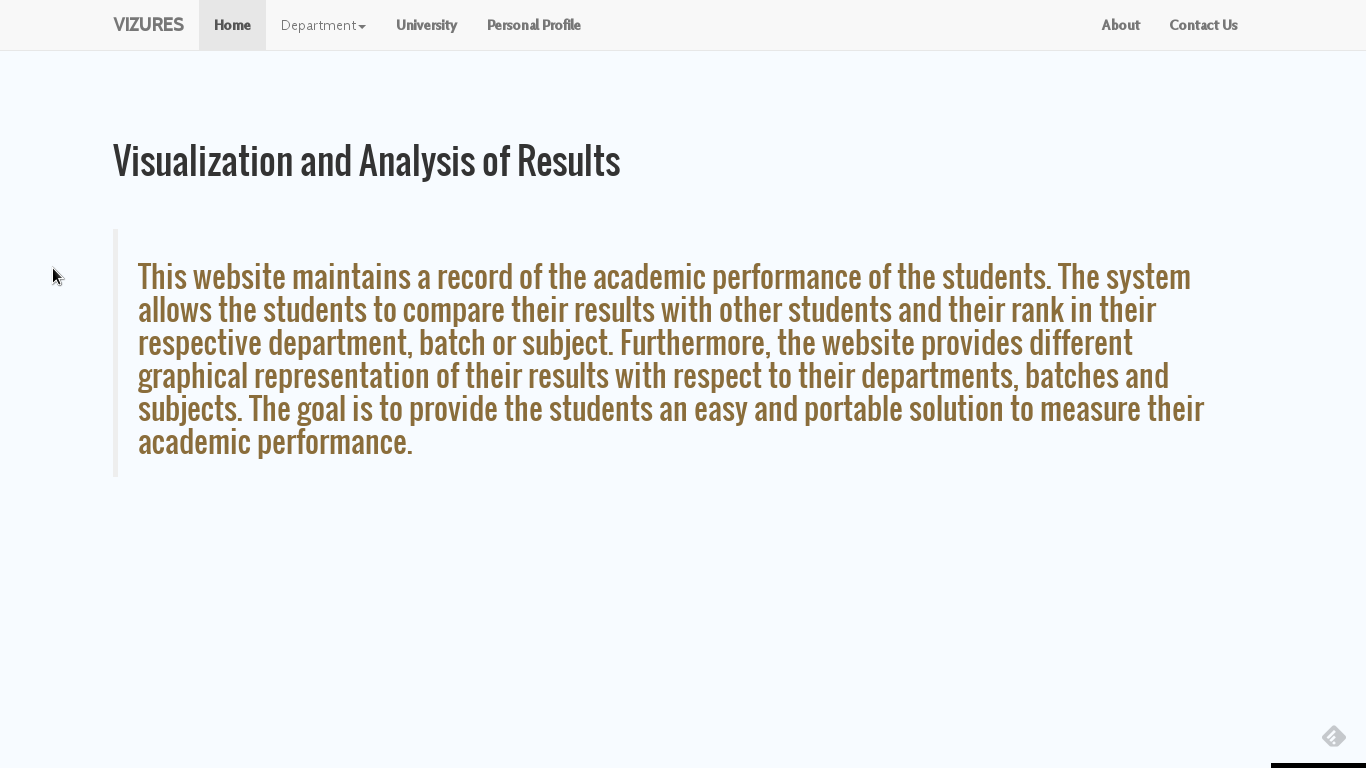 VIZURES Home Department University Personal Profile About Contact Us
Visualization and Analysis of Results
This website maintains a record of the academic performance of the students. The system
allows the students to compare their results with other students and their rank in their
respective department, batch or subject. Furthermore, the website provides different
graphical representation of their results with respect to their departments, batches and
subjects. The goal is to provide the students an easy and portable solution to measure their
academic performance.